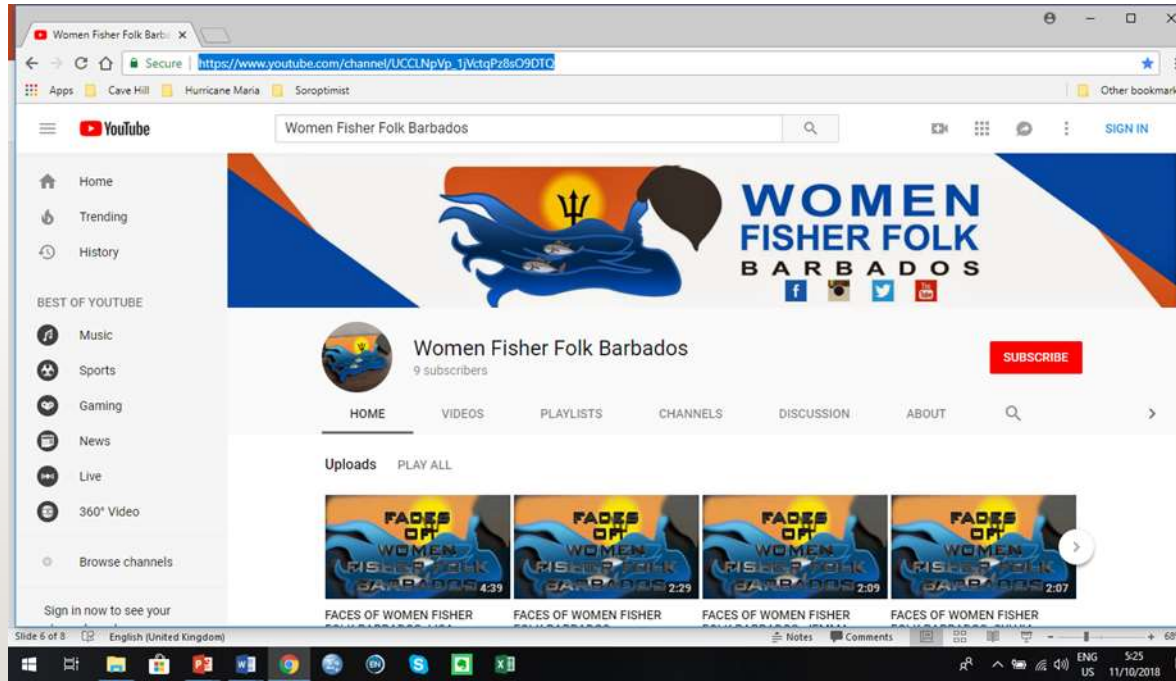 Women Fisher Folk Barb
Secure
https://www.youtube.com/channel/UCCLNpVp_1jVctqPz8sO9DTQ
Apps Cave Hill Hurricane Maria Soroptimist Other bookmark
YouTube
Women Fisher Folk Barbados
SIGN IN
Home
Trending
History
BEST OF YOUTUBE
Music
Sports
Gaming
News
Live
360° Video
Browse channels
Sign in now to see your
WOMEN
FISHER FOLK
BARBADOS
Women Fisher Folk Barbados
9 subscribers
SUBSCRIBE
HOME VIDEOS PLAYLISTS CHANNELS DISCUSSION ABOUT
Uploads PLAY ALL
FACES
OF
WOMEN
FISHER FOLK
BARBADOS
4:39
FACES OF WOMEN FISHER
FACES
OF
WOMEN
FISHER FOLK
BARBADOS
2:29
FACES OF WOMEN FISHER
FACES
OF
WOMEN
FISHER FOLK
BARBADOS
2:09
FACES OF WOMEN FISHER
FACES
OF
WOMEN
FISHER FOLK
BARBADOS
2:07
FACES OF WOMEN FISHER
Slide 6 of 8 English (United Kingdom) Notes Comments
ENG 5:25
US 11/10/2018